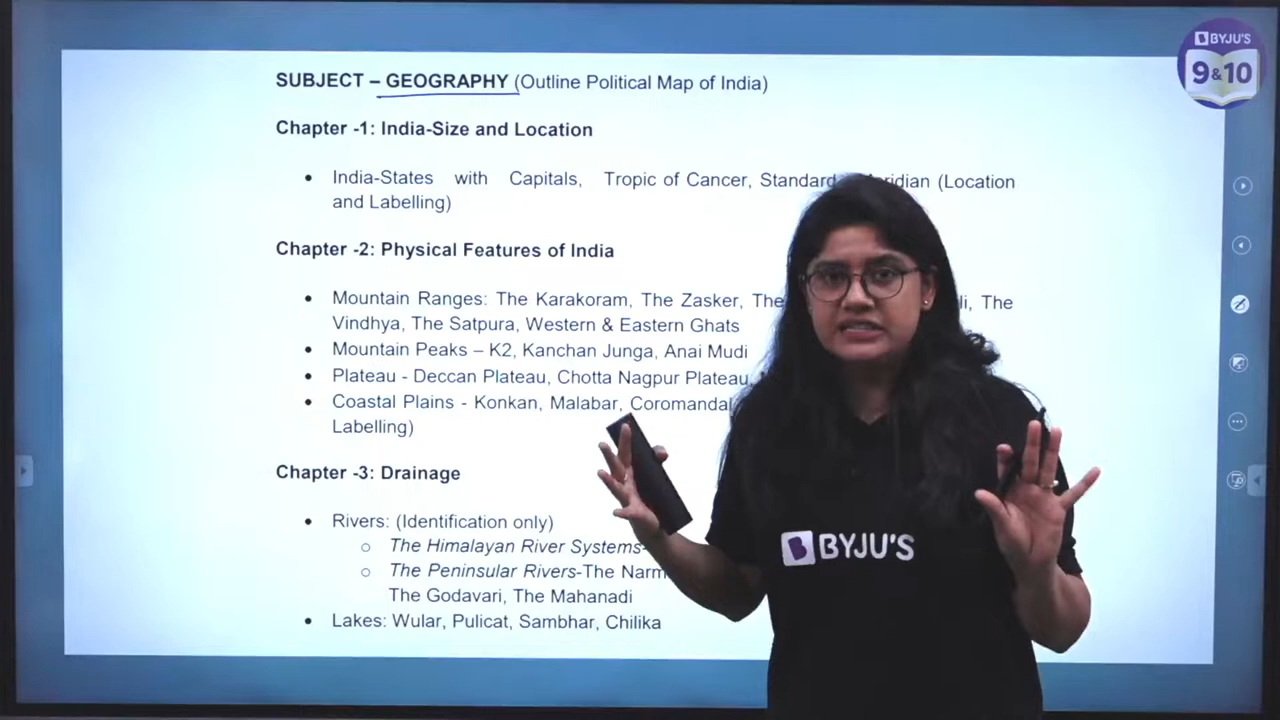 BYJU'S
9 & 10
SUBJECT – GEOGRAPHY (Outline Political Map of India)
Chapter -1: India-Size and Location
• India-States with Capitals, Tropic of Cancer, Standard (Location
and Labelling)
Chapter -2: Physical Features of India
• Mountain Ranges: The Karakoram, The Zasker, The The
Vindhya, The Satpura, Western & Eastern Ghats
• Mountain Peaks – K2, Kanchan Junga, Anai Mudi
• Plateau - Deccan Plateau, Chotta Nagpur Plateau,
• Coastal Plains - Konkan, Malabar, Coromandal
Labelling)
Chapter -3: Drainage
• Rivers: (Identification only)
o The Himalayan River Systems-
o The Peninsular Rivers-The
The Godavari, The Mahanadi
• Lakes: Wular, Pulicat, Sambhar, Chilika
BYJU'S